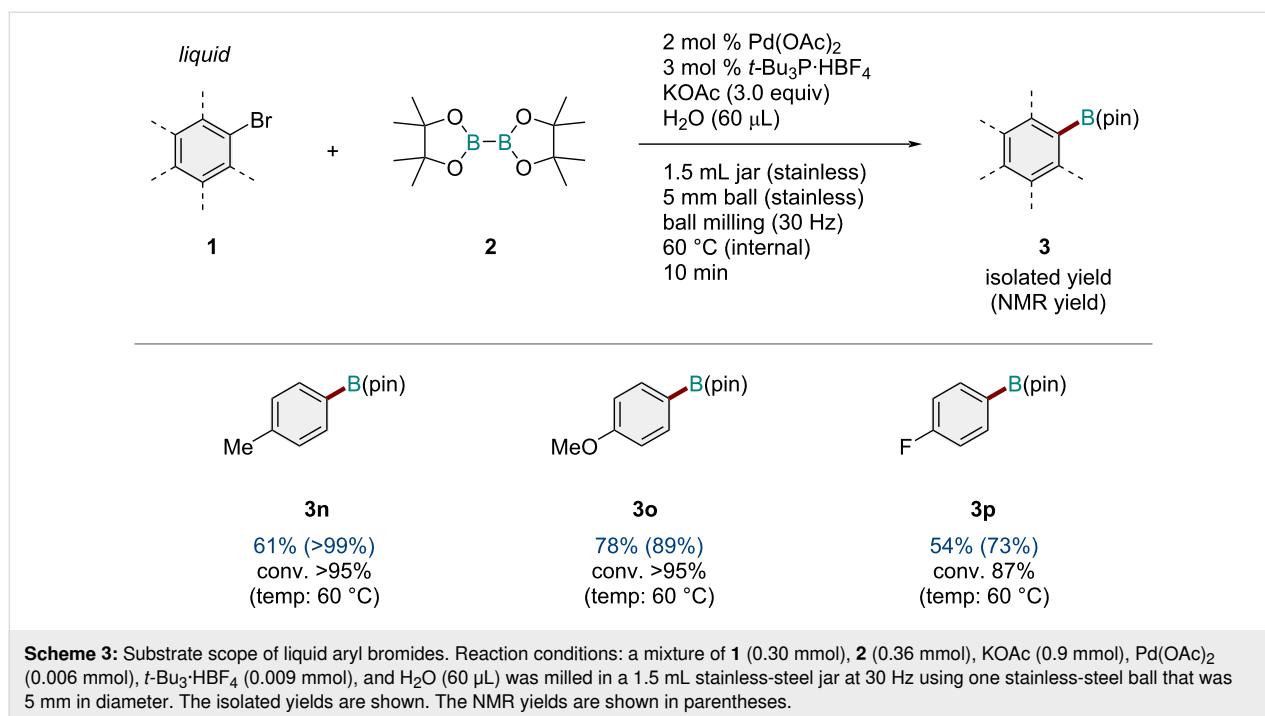 liquid
Br
1
+
O
O
B
B
O
O
2
2 mol % Pd(OAc)2
3 mol % t-Bu3P·HBF4
KOAc (3.0 equiv)
H2O (60 μL)
1.5 mL jar (stainless)
5 mm ball (stainless)
ball milling (30 Hz)
60 °C (internal)
10 min
B(pin)
3
isolated yield
(NMR yield)
B(pin)
Me
3n
61% (>99%)
conv. >95%
(temp: 60 °C)
B(pin)
MeO
3o
78% (89%)
conv. >95%
(temp: 60 °C)
B(pin)
F
3p
54% (73%)
conv. 87%
(temp: 60 °C)
Scheme 3: Substrate scope of liquid aryl bromides. Reaction conditions: a mixture of 1 (0.30 mmol), 2 (0.36 mmol), KOAc (0.9 mmol), Pd(OAc)2
(0.006 mmol), t-Bu3·HBF4 (0.009 mmol), and H2O (60 μL) was milled in a 1.5 mL stainless-steel jar at 30 Hz using one stainless-steel ball that was
5 mm in diameter. The isolated yields are shown. The NMR yields are shown in parentheses.